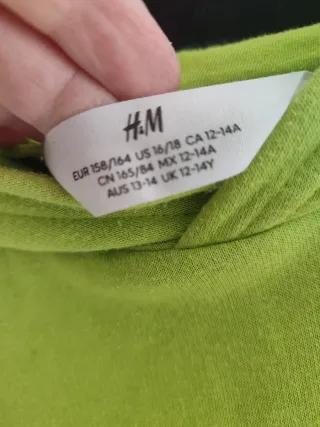 H&M
EUR 158/164 US 16/18 CA 12-14A
CN 165/84 MX 12-14A
AUS 13-14 UK 12-14Y